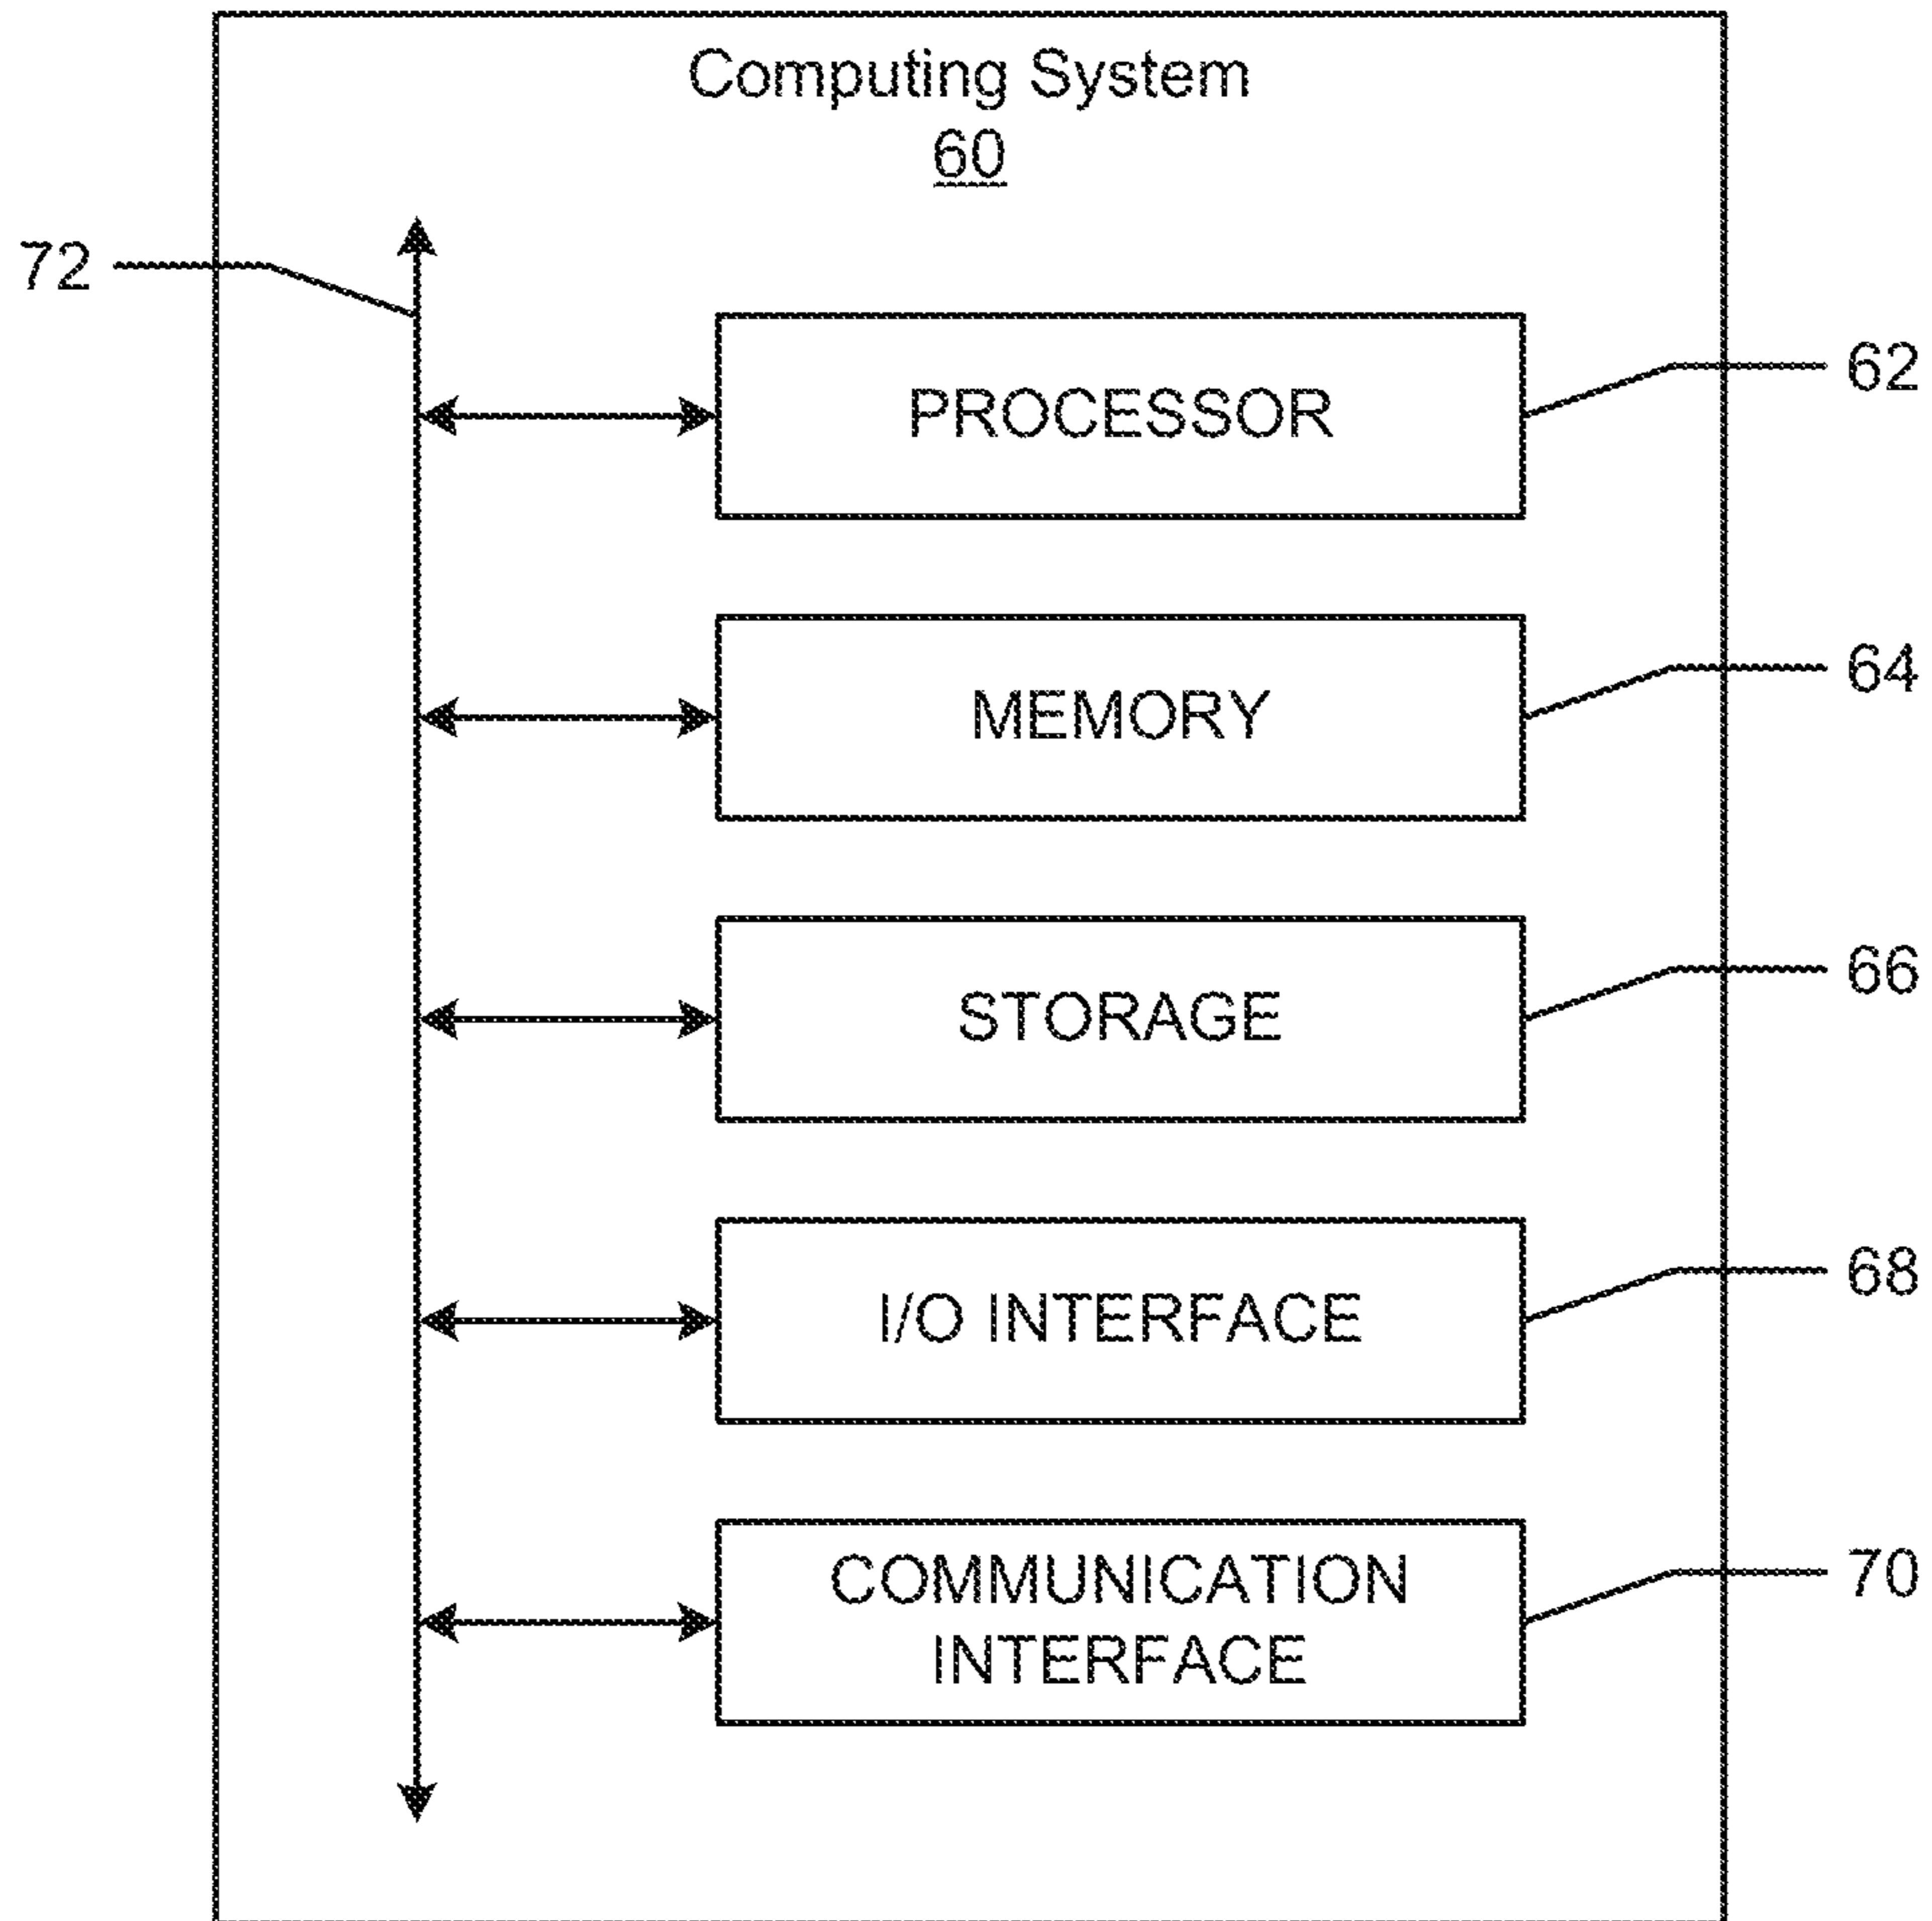 Computing System
60
72
PROCESSOR
62
MEMORY
64
STORAGE
66
I/O INTERFACE
68
COMMUNICATION
INTERFACE
70